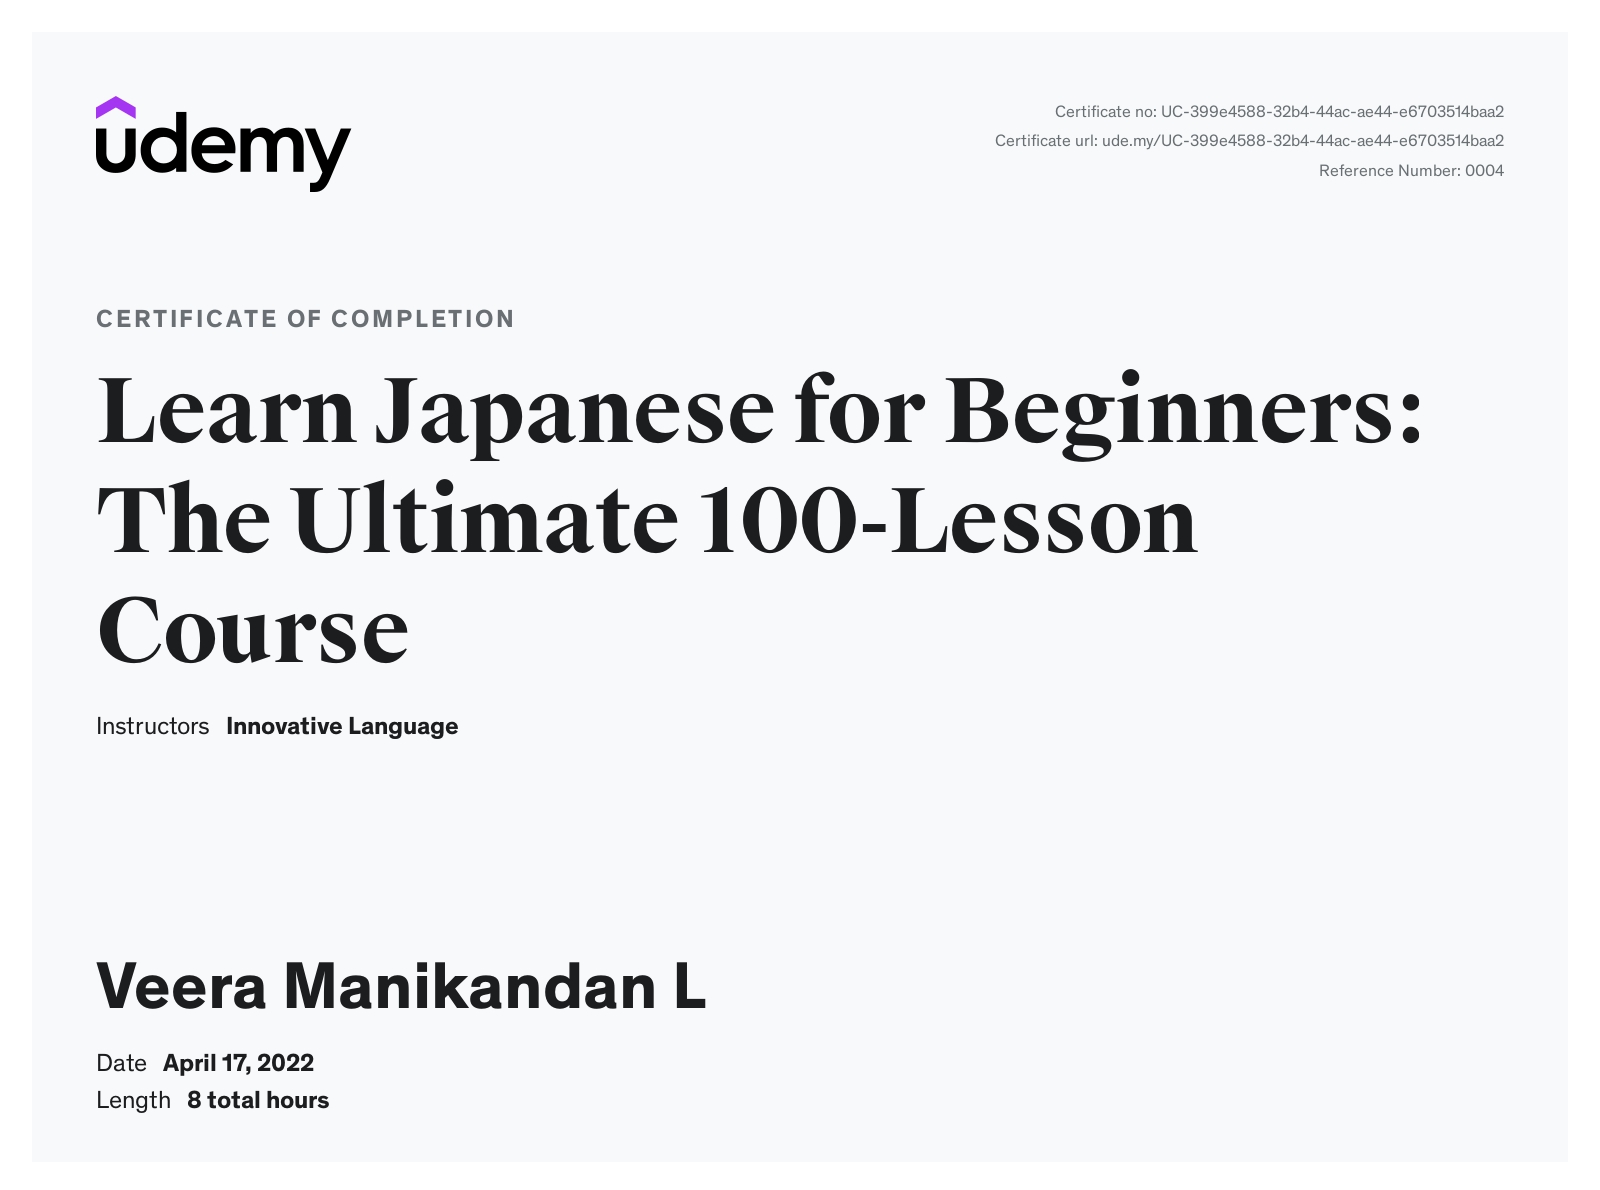 udemy
Certificate no: UC-399e4588-32b4-44ac-ae44-e6703514baa2
Certificate url: ude.my/UC-399e4588-32b4-44ac-ae44-e6703514baa2
Reference Number: 0004
CERTIFICATE OF COMPLETION
Learn Japanese for Beginners:
The Ultimate 100-Lesson
Course
Instructors Innovative Language
Veera Manikandan L
Date April 17, 2022
Length 8 total hours